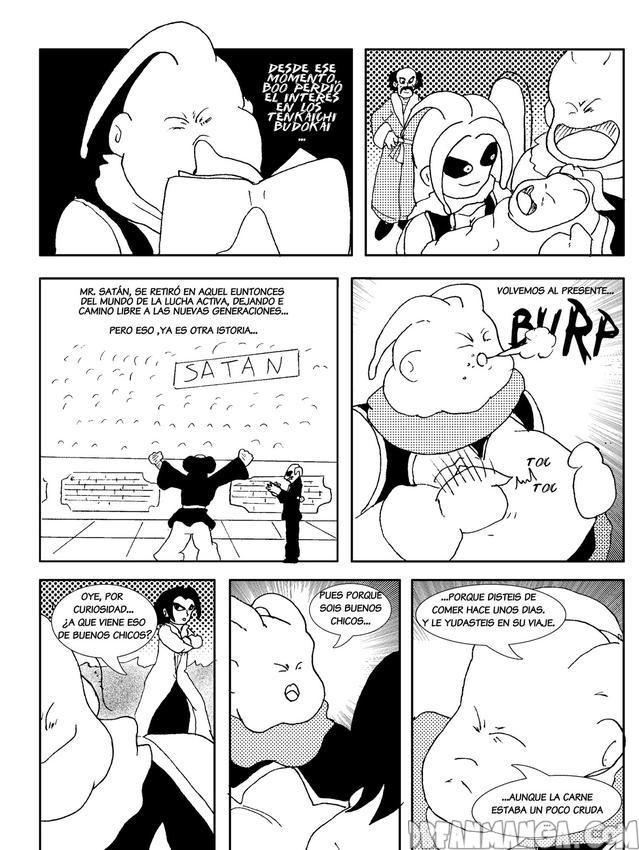 DESDE ESE
MOMENTO..
BOO PERDIÓ
EL INTERÉS
EN LOS
TENKAICHI
BUDOKAI
...
MR. SATÁN, SE RETIRÓ EN AQUEL EUNTONCES
DEL MUNDO DE LA LUCHA ACTIVA, DEJANDO E
CAMINO LIBRE A LAS NUEVAS GENERACIONES...
PERO ESO ,YA ES OTRA ISTORIA...
SATAN
VOLVEMOS AL PRESENTE...
BURP
TOC
TOC
OYE, POR
CURIOSIDAD...
¿A QUE VIENE ESO
DE BUENOS CHICOS?
PUES PORQUE
SOIS BUENOS
CHICOS...
...PORQUE DISTEIS DE
COMER HACE UNOS DIAS.
Y LE YUDASTEIS EN SU VIAJE.
...AUNQUE LA CARNE
ESTABA UN POCO CRUDA
DBFANMANGA.COM